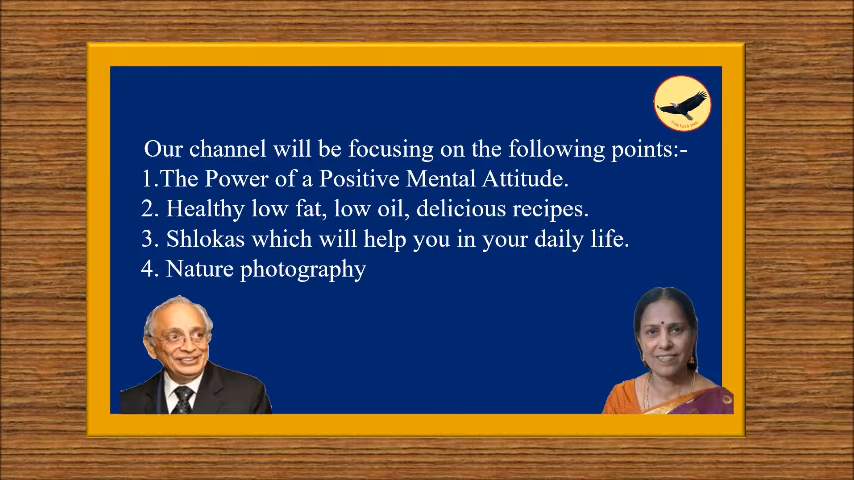 Our channel will be focusing on the following points:-
1.The Power of a Positive Mental Attitude.
2. Healthy low fat, low oil, delicious recipes.
3. Shlokas which will help you in your daily life.
4. Nature photography